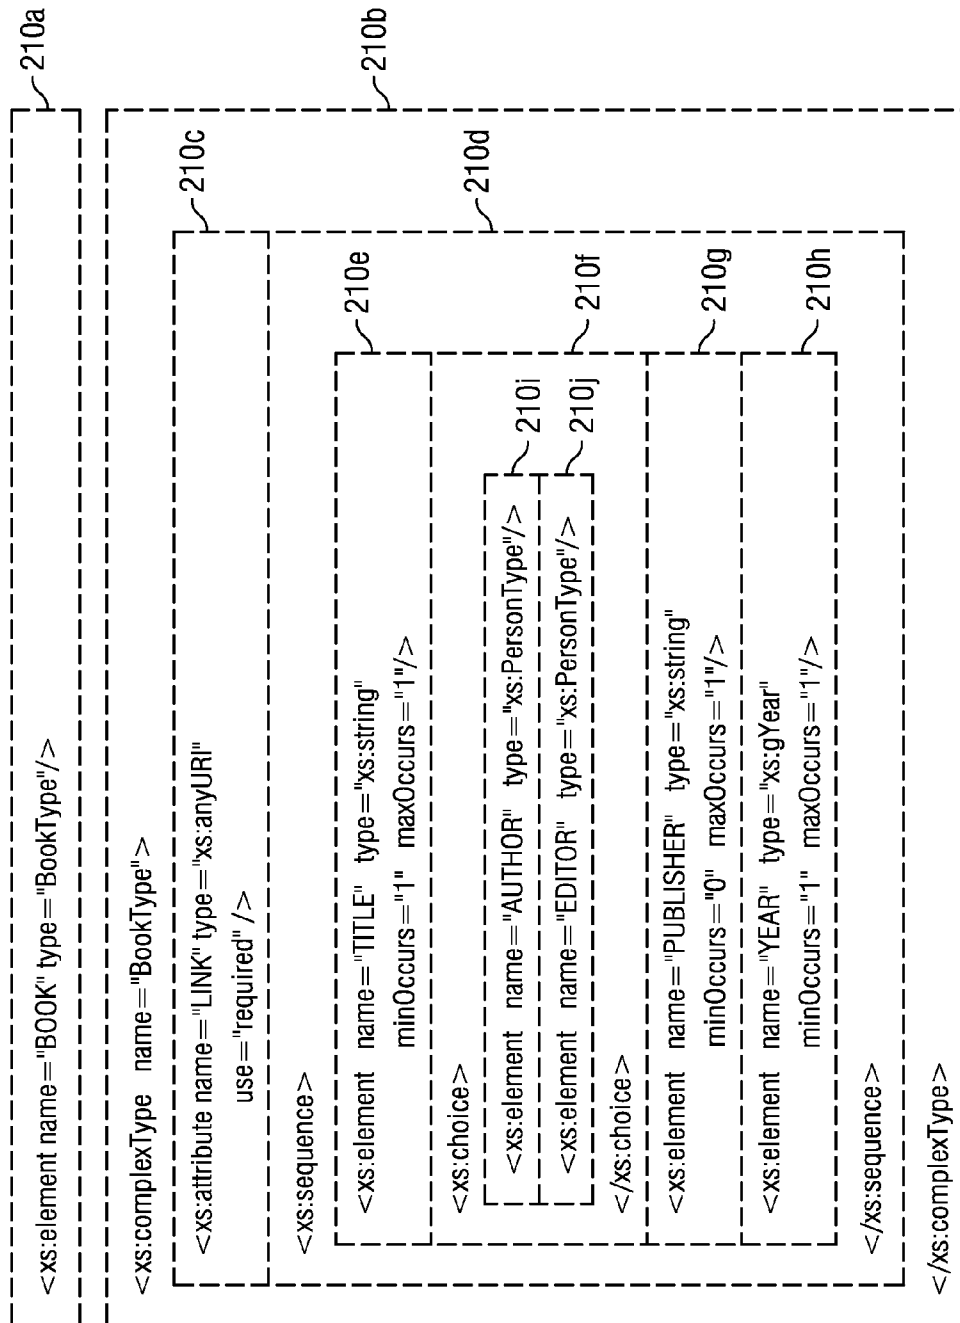 <xs:element name="BOOK" type="BookType"/>
210a
<xs:complexType name="BookType">
210b
<xs:attribute name="LINK" type="xs:anyURI"
use="required" />
210c
<xs:sequence>
210d
<xs:element name="TITLE" type="xs:string"
minOccurs="1" maxOccurs="1"/>
210e
<xs:choice>
210f
<xs:element name="AUTHOR" type="xs:PersonType"/>
210i
<xs:element name="EDITOR" type="xs:PersonType"/>
210j
</xs:choice>
<xs:element name="PUBLISHER" type="xs:string"
minOccurs="0" maxOccurs="1"/>
210g
<xs:element name="YEAR" type="xs:gYear"
minOccurs="1" maxOccurs="1"/>
210h
</xs:sequence>
</xs:complexType>